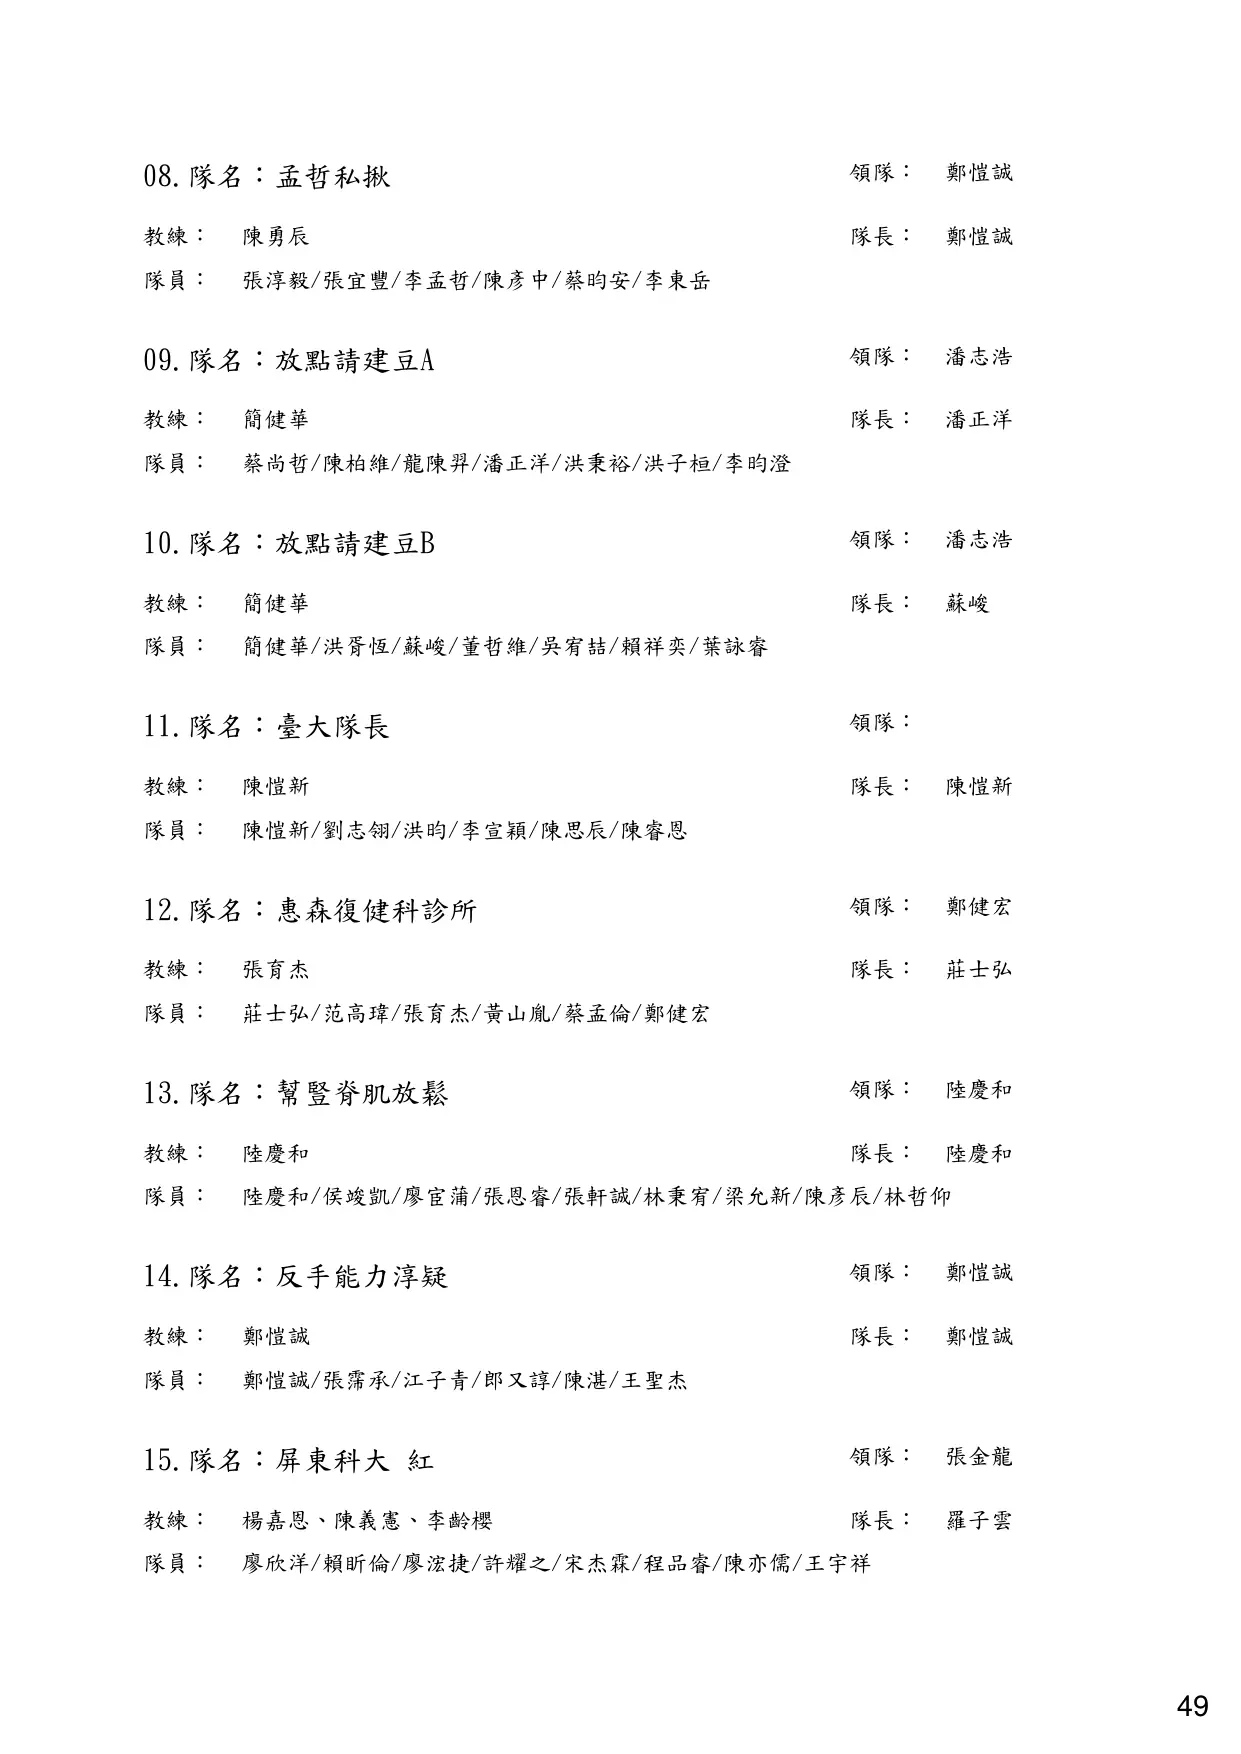 08.隊名：孟哲私揪 領隊： 鄭愷誠
教練： 陳勇辰 隊長： 鄭愷誠
隊員： 張淳毅/張宜豐/李孟哲/陳彥中/蔡昀安/李東岳
09.隊名：放點請建豆A 領隊： 潘志浩
教練： 簡健華 隊長： 潘正洋
隊員： 蔡尚哲/陳柏維/龍陳羿/潘正洋/洪秉裕/洪子桓/李昀澄
10.隊名：放點請建豆B 領隊： 潘志浩
教練： 簡健華 隊長： 蘇峻
隊員： 簡健華/洪胥恆/蘇峻/董哲維/吳宥喆/賴祥奕/葉詠睿
11.隊名：臺大隊長 領隊：
教練： 陳愷新 隊長： 陳愷新
隊員： 陳愷新/劉志翎/洪昀/李宣穎/陳思辰/陳睿恩
12.隊名：惠森復健科診所 領隊： 鄭健宏
教練： 張育杰 隊長： 莊士弘
隊員： 莊士弘/范高瑋/張育杰/黃山胤/蔡孟倫/鄭健宏
13.隊名：幫豎脊肌放鬆 領隊： 陸慶和
教練： 陸慶和 隊長： 陸慶和
隊員： 陸慶和/侯竣凱/廖宦蒲/張恩睿/張軒誠/林秉宥/梁允新/陳彥辰/林哲仰
14.隊名：反手能力淳疑 領隊： 鄭愷誠
教練： 鄭愷誠 隊長： 鄭愷誠
隊員： 鄭愷誠/張霈承/江子青/郎又諄/陳湛/王聖杰
15.隊名：屏東科大 紅 領隊： 張金龍
教練： 楊嘉恩、陳義憲、李齡櫻 隊長： 羅子雲
隊員： 廖欣洋/賴昕倫/廖浤捷/許耀之/宋杰霖/程品睿/陳亦儒/王宇祥
49